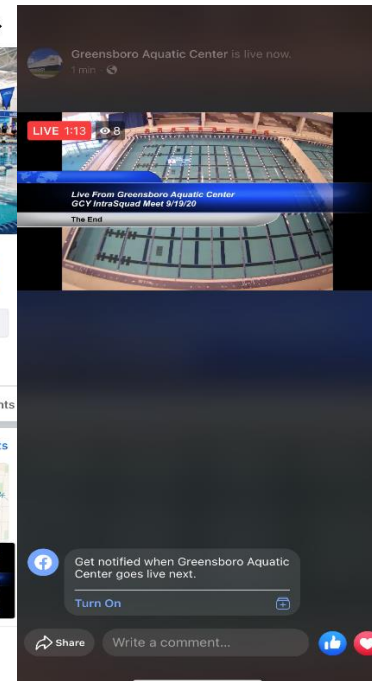 Greensboro Aquatic Center is live now.
1 min
LIVE 1:13 8
Live From Greensboro Aquatic Center
GCY IntraSquad Meet 9/19/20
The End
nts
ts
Get notified when Greensboro Aquatic
Center goes live next.
Turn On
Share Write a comment...